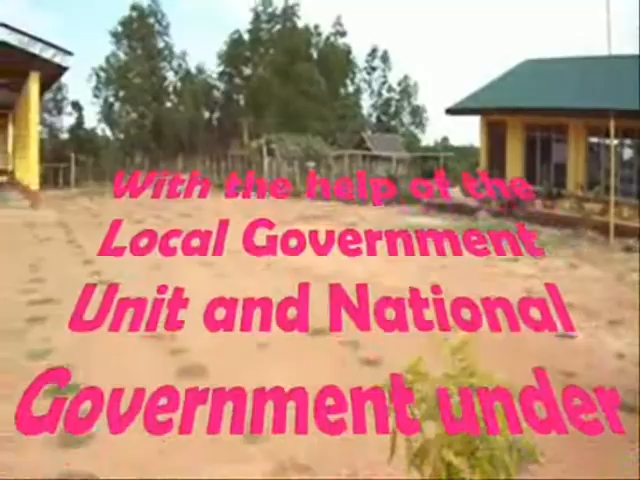 With the help of the
Local Government
Unit and National
Government under